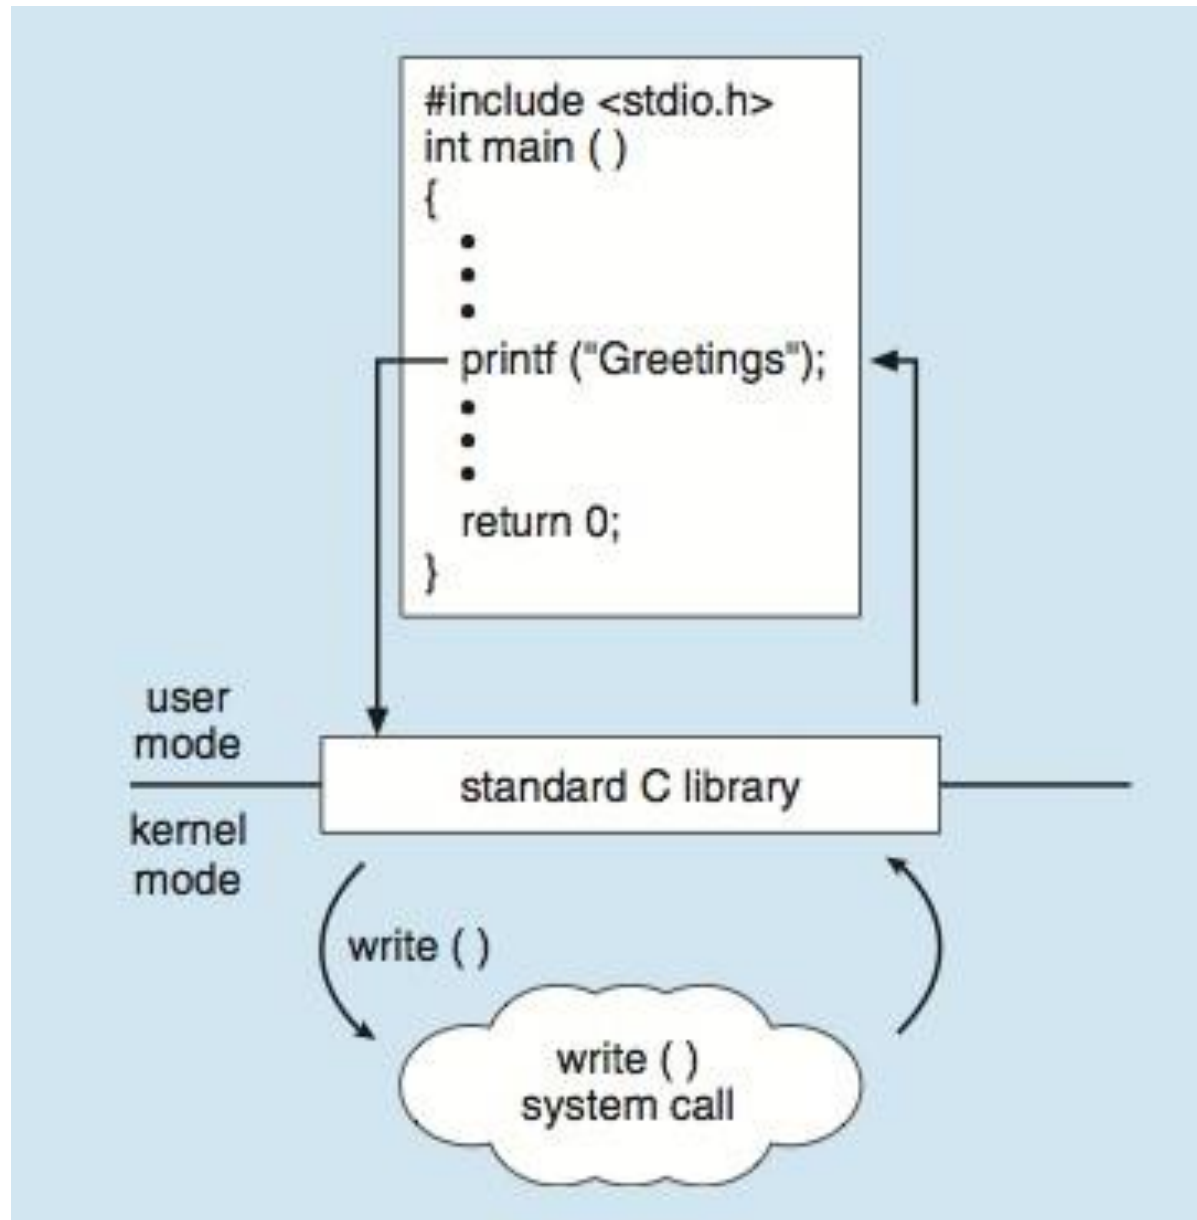 #include <stdio.h>
int main ( )
{
•
•
•
printf ("Greetings");
•
•
•
return 0;
}
user
mode
standard C library
kernel
mode
write ( )
write ( )
system call